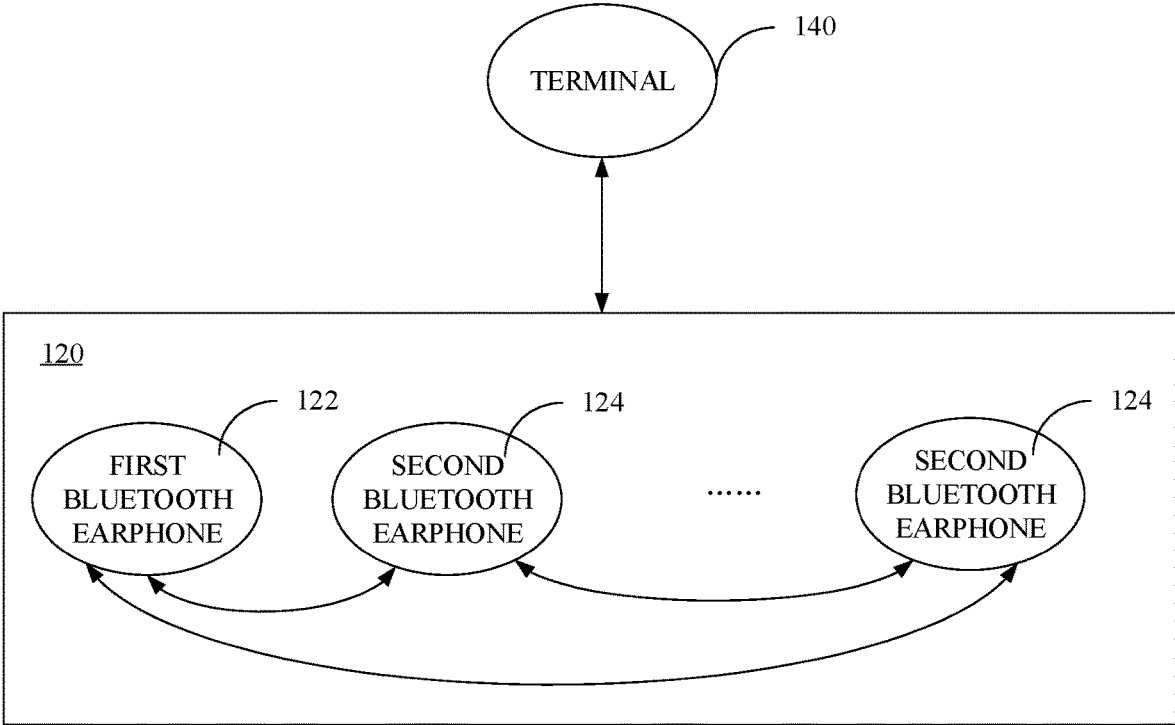 140
TERMINAL
120
122
124
124
FIRST
BLUETOOTH
EARPHONE
SECOND
BLUETOOTH
EARPHONE
......
SECOND
BLUETOOTH
EARPHONE